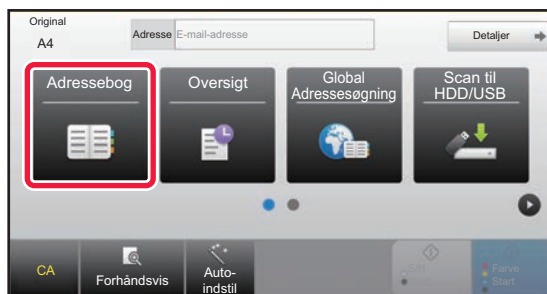 Original
A4
Adresse E-mail-adresse
Detaljer
Adressebog
Oversigt
Global
Adressesøgning
Scan til
HDD/USB
CA
Forhåndsvis
Auto-
indstil
S/H
Start
Farve
Start